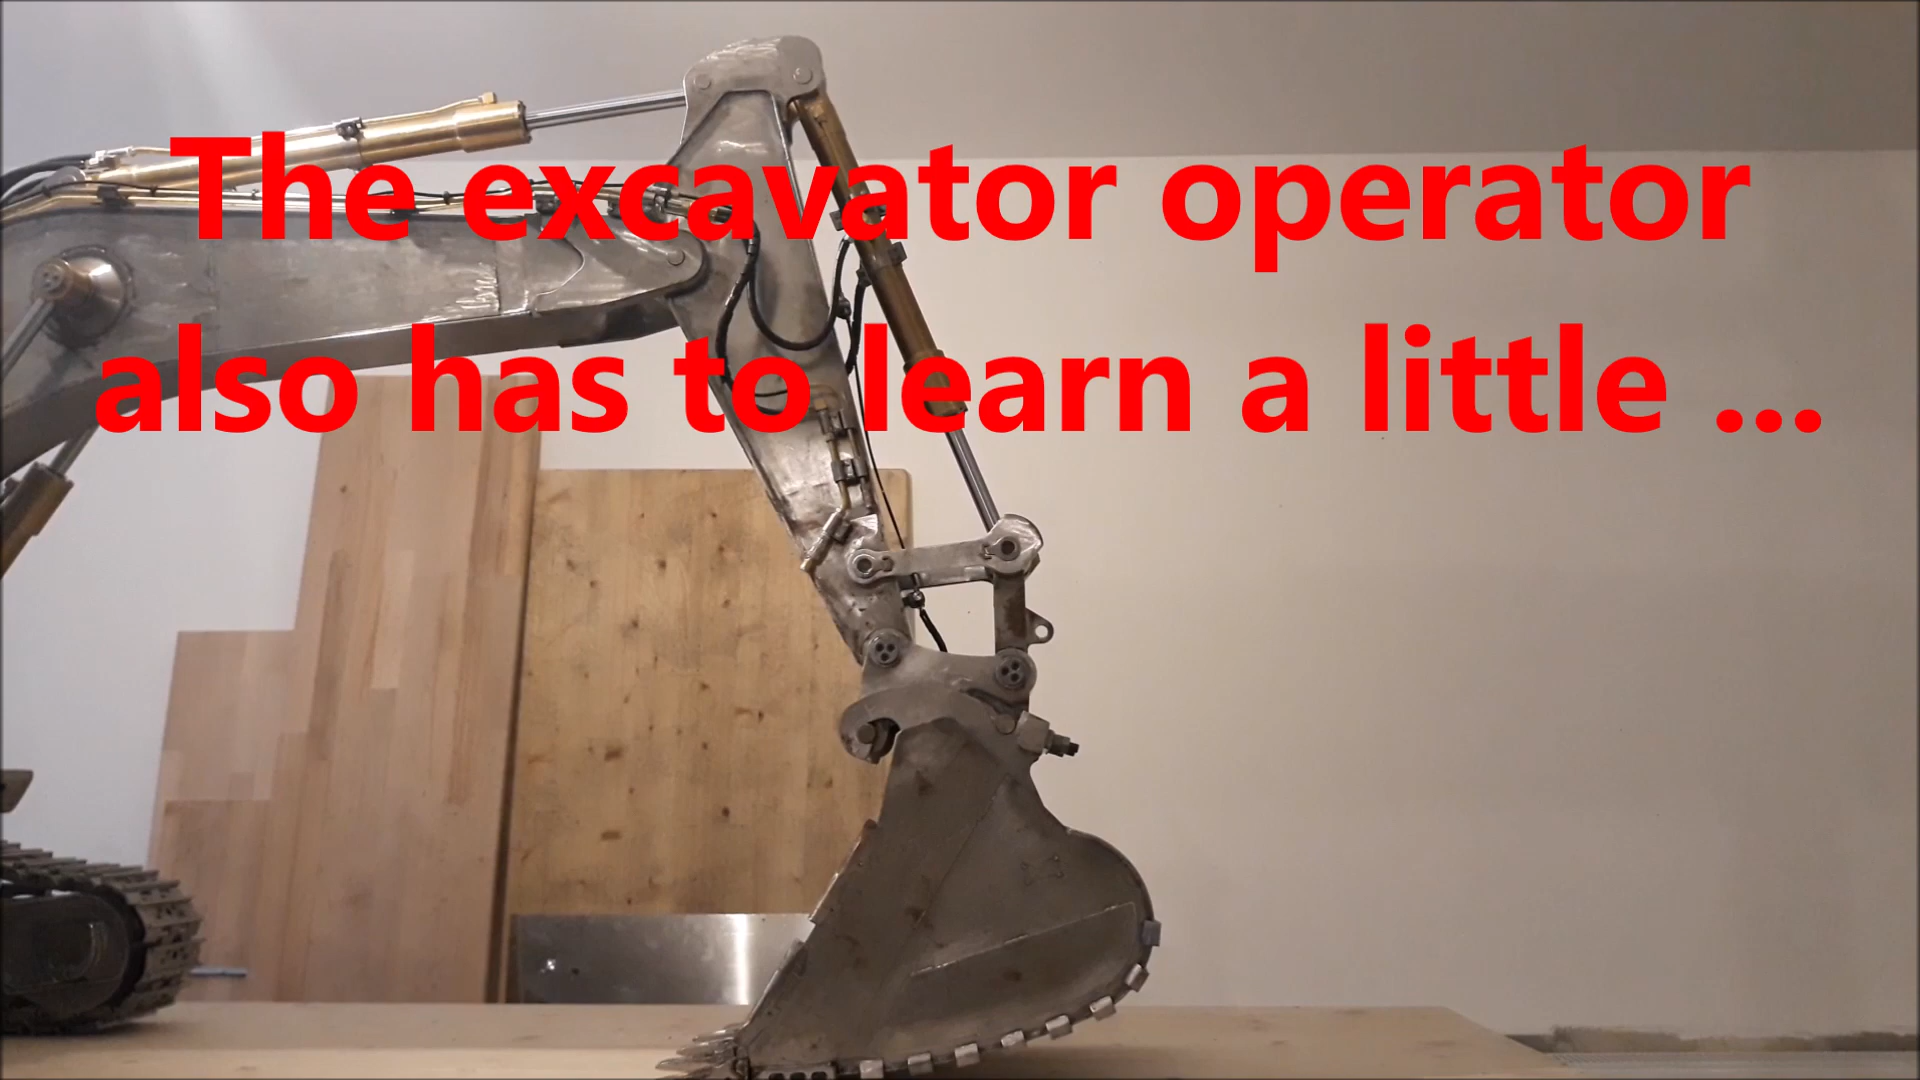 The excavator operator
also has to learn a little ...